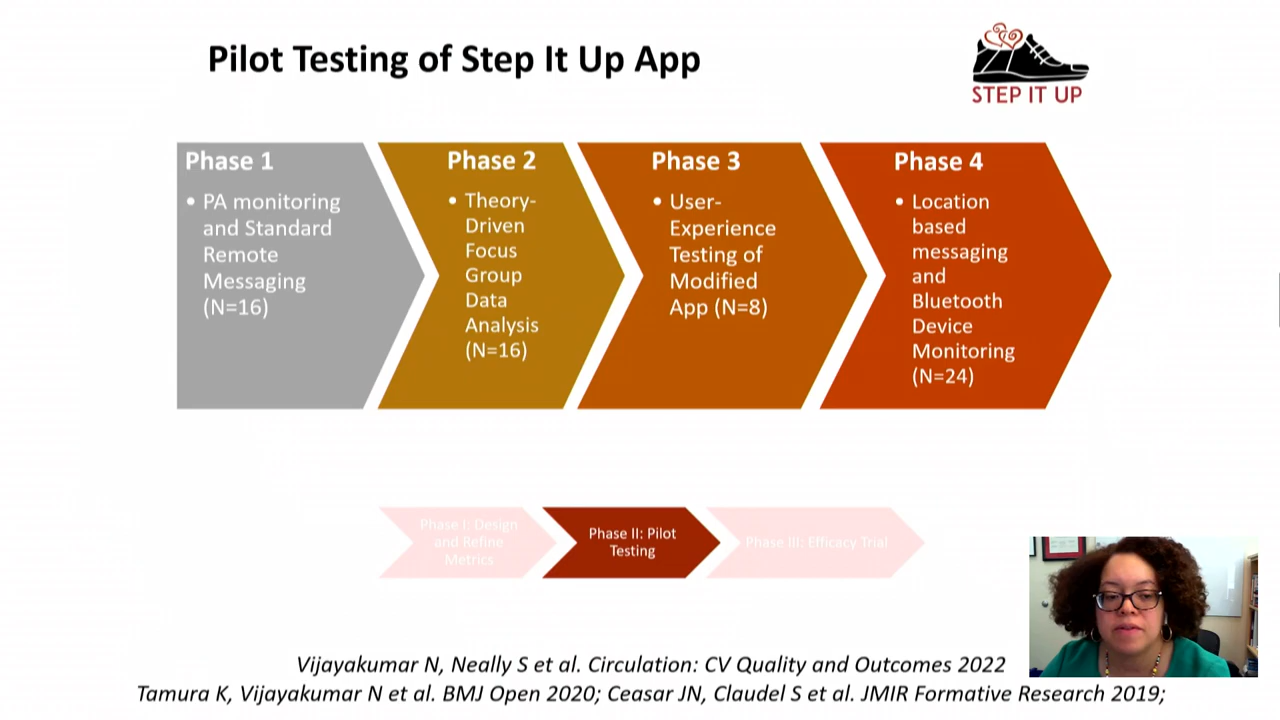 Pilot Testing of Step It Up App
STEP IT UP
Phase 1
• PA monitoring
and Standard
Remote
Messaging
(N=16)
Phase 2
• Theory-
Driven
Focus
Group
Data
Analysis
(N=16)
Phase 3
• User-
Experience
Testing of
Modified
App (N=8)
Phase 4
• Location
based
messaging
and
Bluetooth
Device
Monitoring
(N=24)
Phase I: Design
and Refine
Metrics
Phase II: Pilot
Testing
Phase III: Efficacy Trial
Vijayakumar N, Neally S et al. Circulation: CV Quality and Outcomes 2022
Tamura K, Vijayakumar N et al. BMJ Open 2020; Ceasar JN, Claudel S et al. JMIR Formative Research 2019;